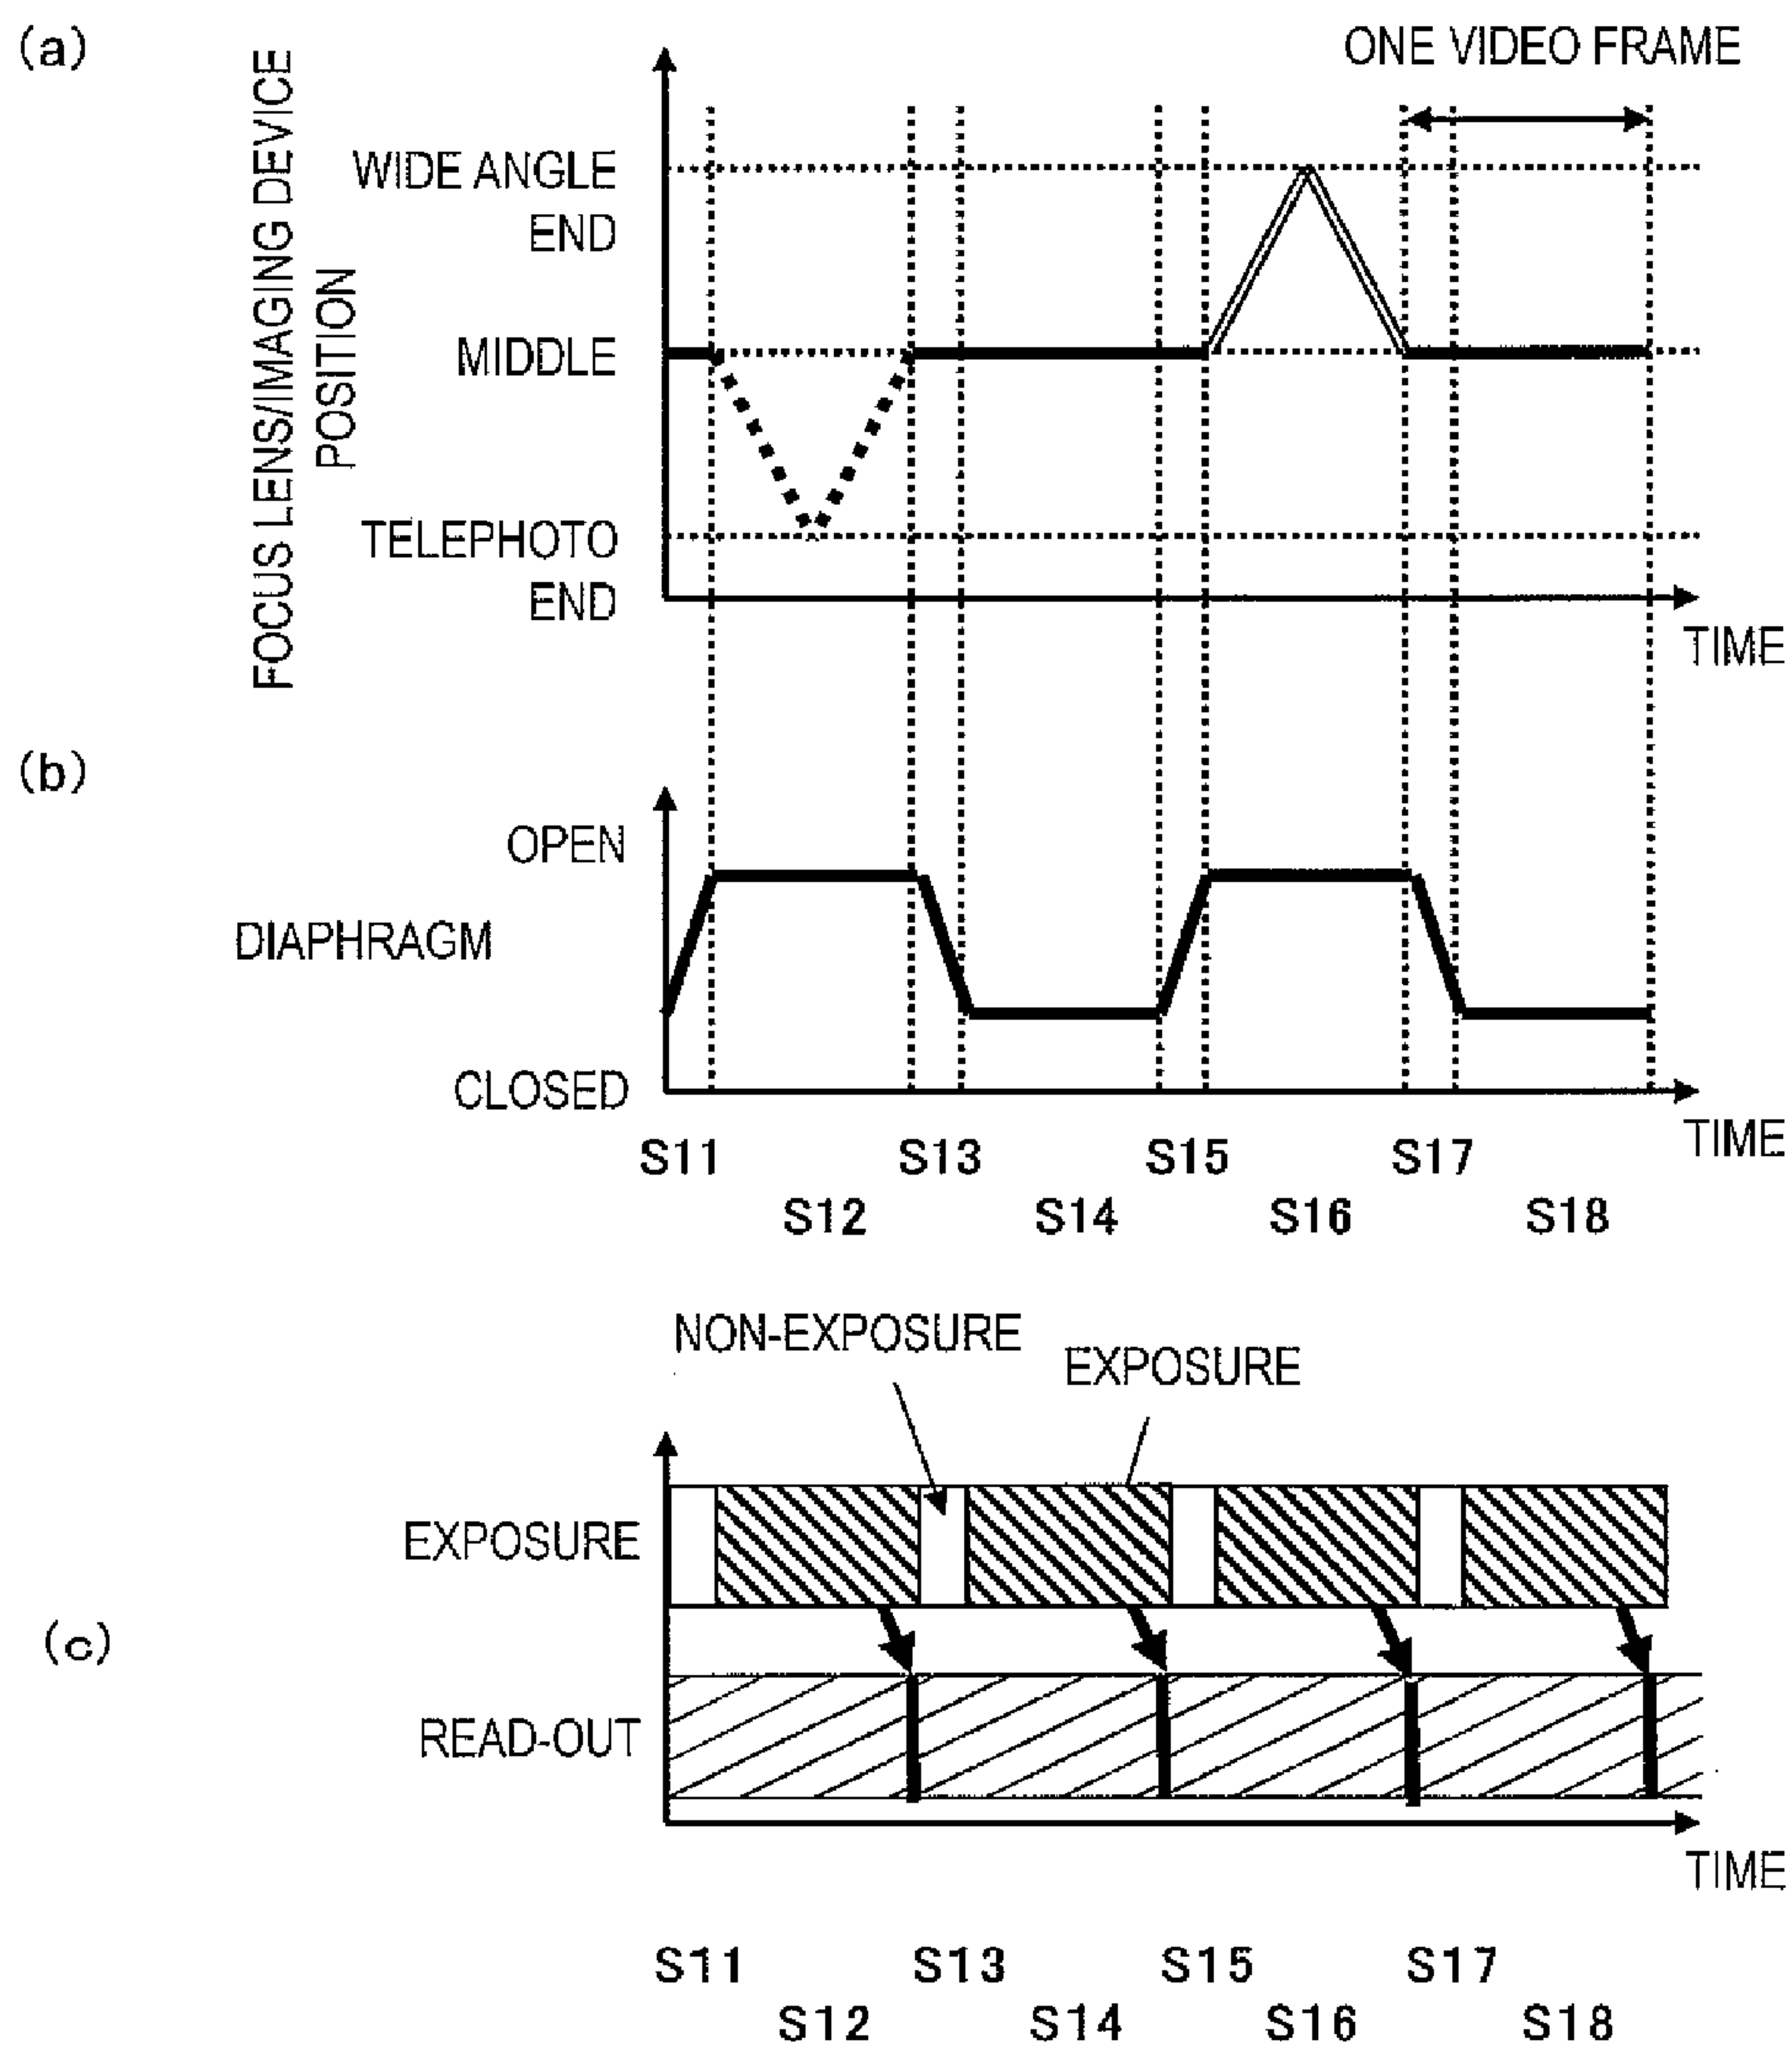 (a)
ONE VIDEO FRAME
FOCUS LENS/IMAGING DEVICE
POSITION
WIDE ANGLE
END
MIDDLE
TELEPHOTO
END
TIME
(b)
OPEN
DIAPHRAGM
CLOSED
TIME
S11 S13 S15 S17
S12 S14 S16 S18
NON-EXPOSURE
EXPOSURE
EXPOSURE
(c)
READ-OUT
TIME
S11 S13 S15 S17
S12 S14 S16 S18